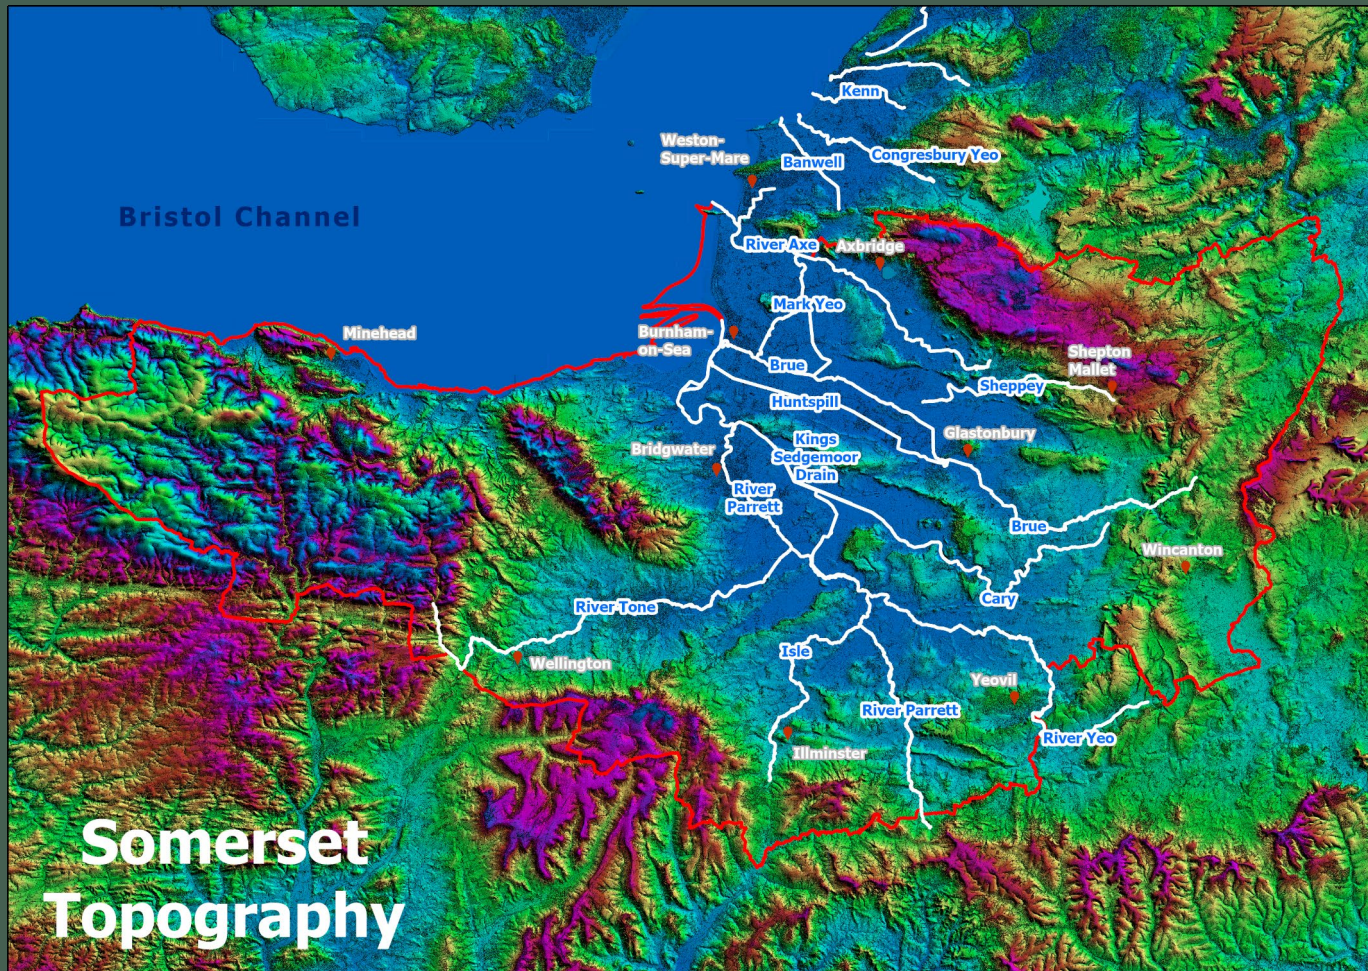 Kenn
Weston-
Super-Mare
Banwell
Congresbury Yeo
Bristol Channel
River Axe
Axbridge
Mark Yeo
Minehead
Burnham-
on-Sea
Brue
Shepton
Mallet
Sheppey
Huntspill
Glastonbury
Bridgwater
Kings
Sedgemoor
Drain
River
Parrett
Brue
Wincanton
River Tone
Cary
Wellington
Isle
Yeovil
River Parrett
River Yeo
Illminster
Somerset
Topography